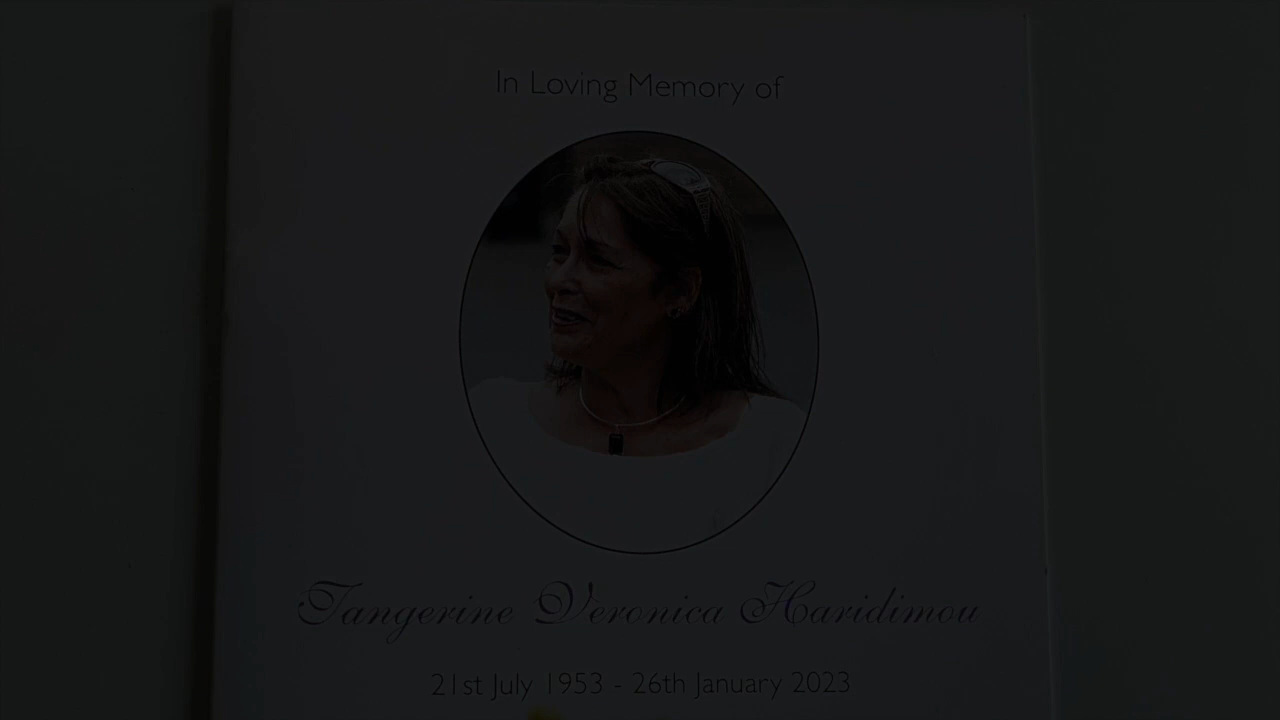 In Loving Memory of
Tangerine Veronica Haridimou
21st July 1953 - 26th January 2023